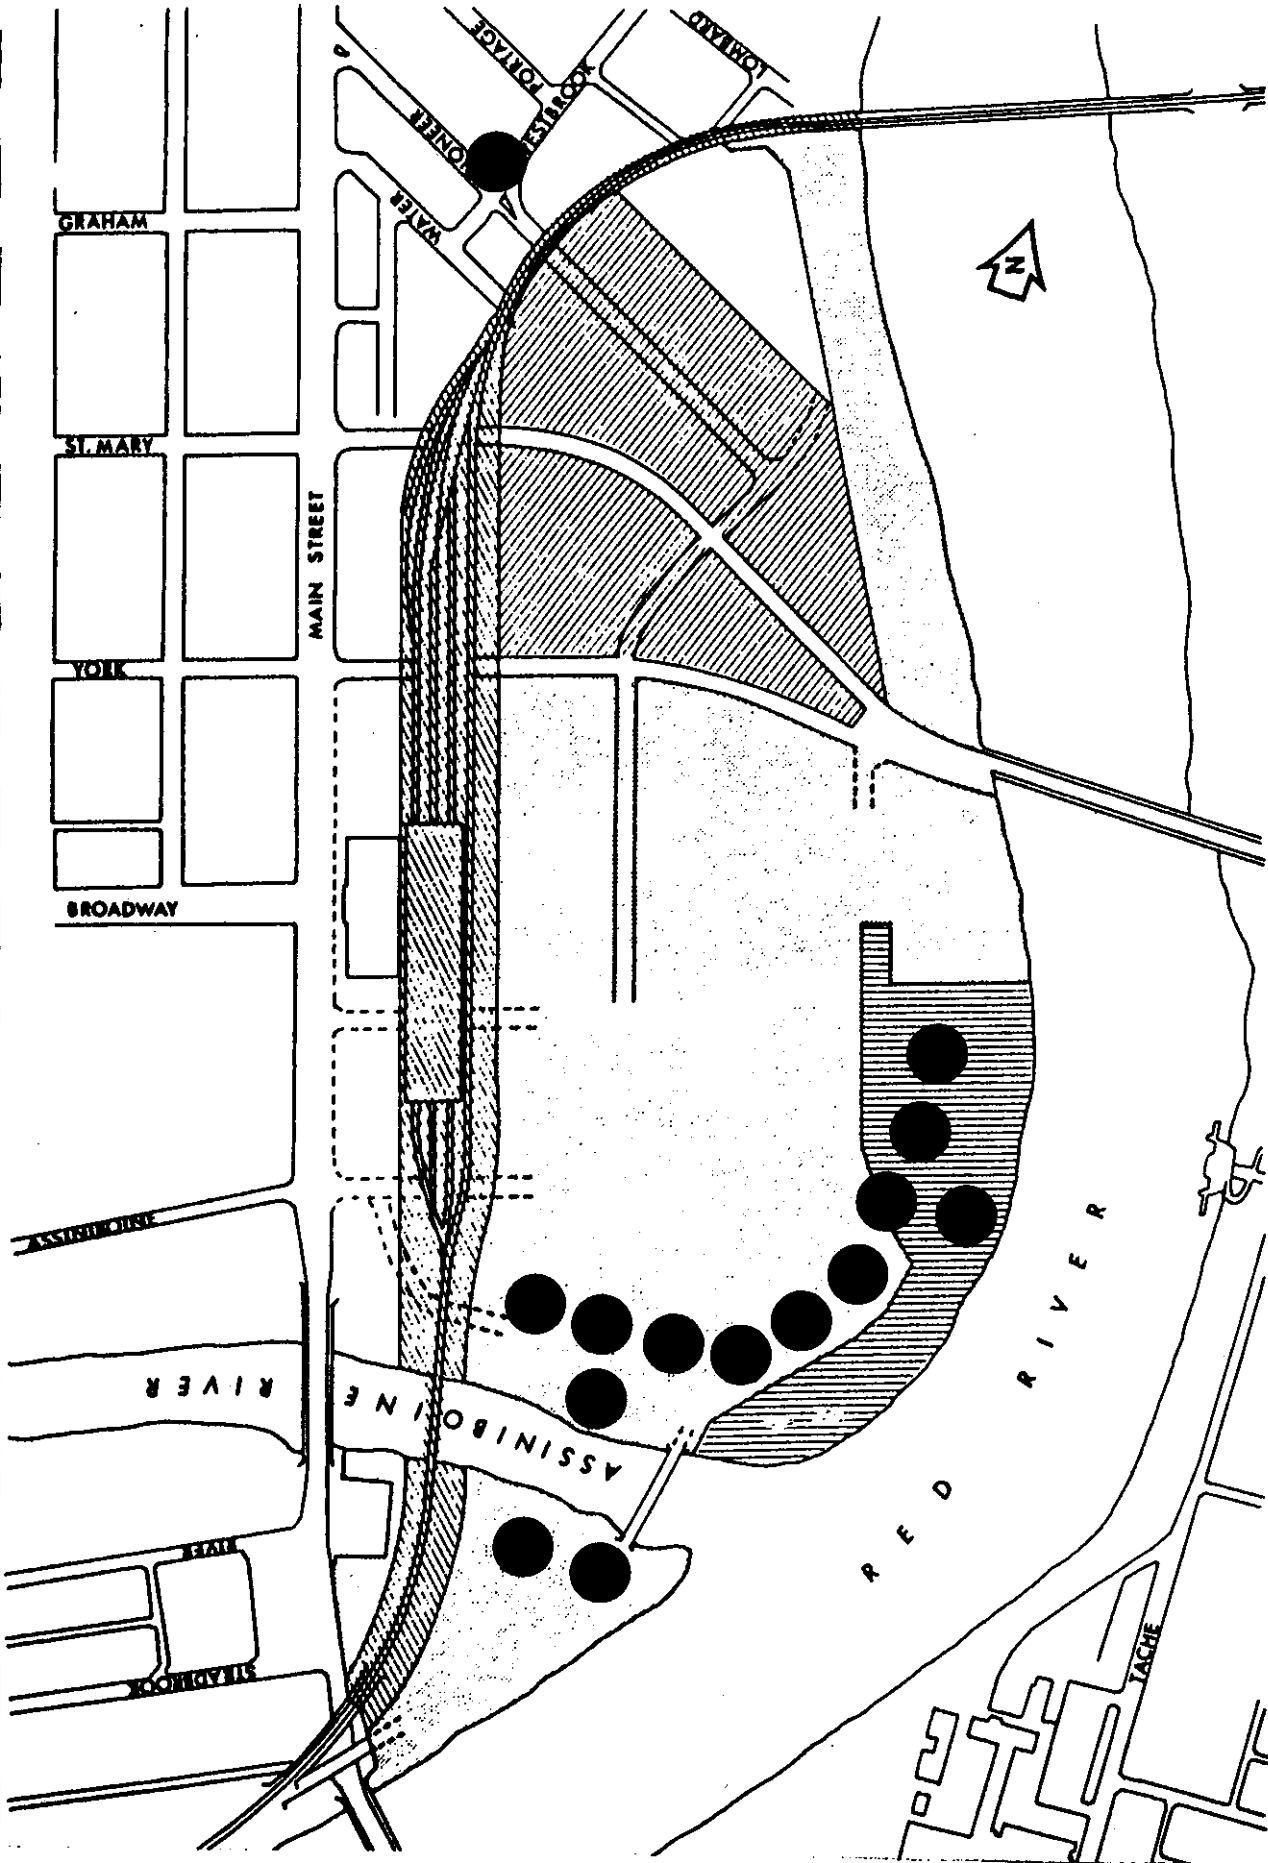 LOMBARD
PORTAGE
PIONEER
WESTBROOK
WATER
GRAHAM
N
ST. MARY
MAIN STREET
YORK
BROADWAY
ASSINIBOINE
ASSINIBOINE RIVER
RED RIVER
RIVER
STRADBROOK
TACHE